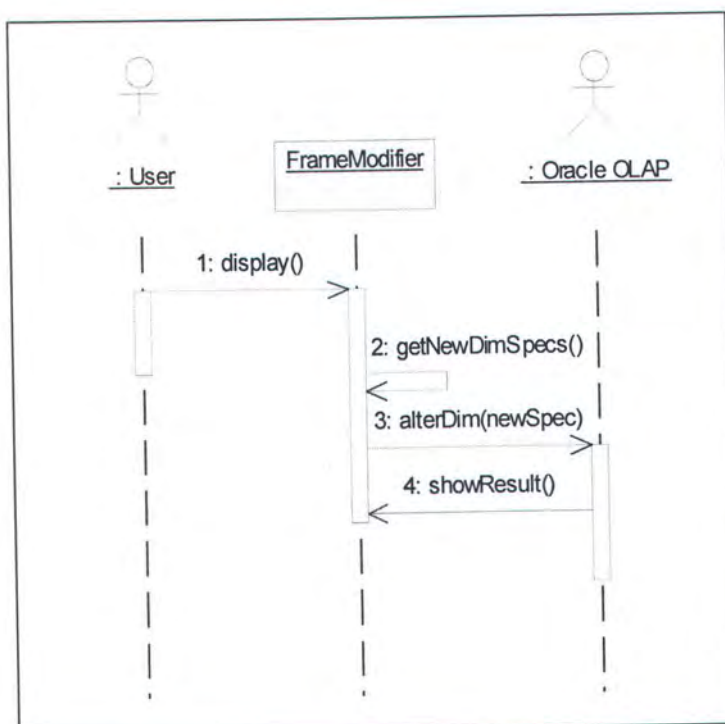 : User
FrameModifier
: Oracle OLAP
1: display()
2: getNewDimSpecs()
3: alterDim(newSpec)
4: showResult()